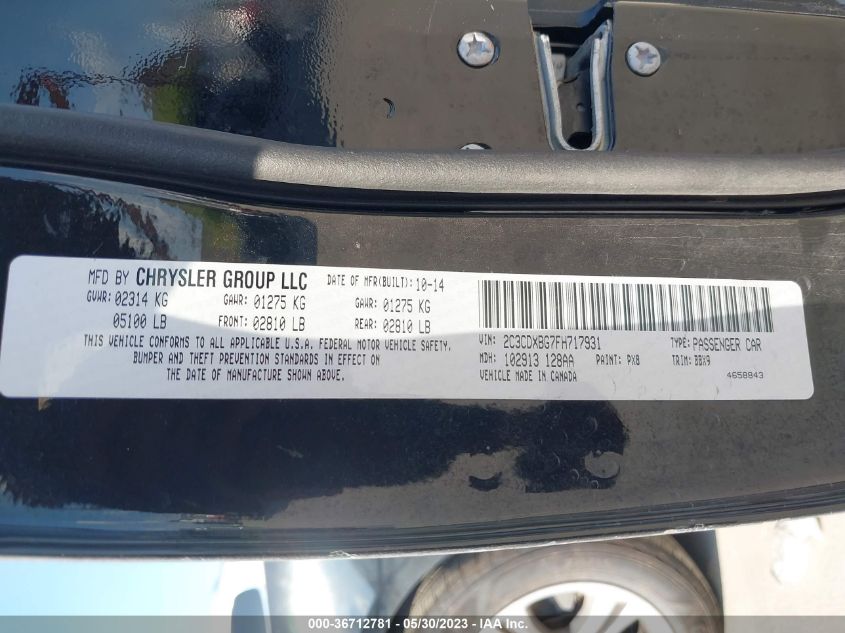 MFD BY CHRYSLER GROUP LLC DATE OF MFR(BUILT): 10-14
GVWR: 02314 KG GAWR: 01275 KG GAWR: 01275 KG
05100 LB FRONT: 02810 LB REAR: 02810 LB
THIS VEHICLE CONFORMS TO ALL APPLICABLE U.S.A. FEDERAL MOTOR VEHICLE SAFETY,
BUMPER AND THEFT PREVENTION STANDARDS IN EFFECT ON
THE DATE OF MANUFACTURE SHOWN ABOVE.
VIN: 2C3CDXBG7FH717931 TYPE: PASSENGER CAR
MDH: 102913 128AA PAINT: PX8 TRIM: BBX9
VEHICLE MADE IN CANADA 4658843
000-36712781 - 05/30/2023 - IAA Inc.